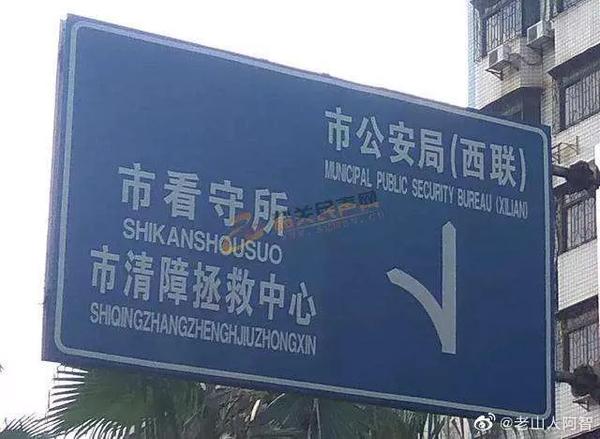 市公安局(西联)
MUNICIPAL PUBLIC SECURITY BUREAU (XILIAN)
市看守所
SHIKANSHOUSUO
市清障拯救中心
SHIQINGZHANGZHENGHJIUZHONGXIN
@老山人阿智